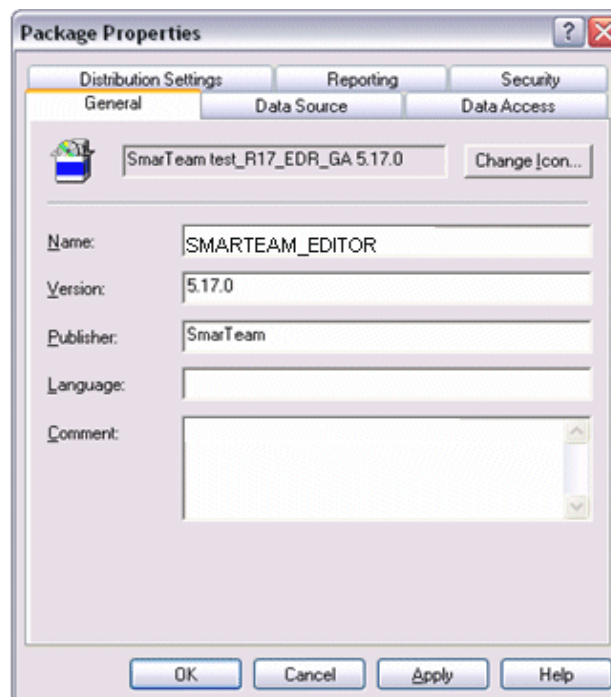 Package Properties
Distribution Settings
Reporting
Security
General
Data Source
Data Access
SmarTeam test_R17_EDR_GA 5.17.0
Change Icon...
Name:
SMARTEAM_EDITOR
Version:
5.17.0
Publisher:
SmarTeam
Language:
Comment:
OK
Cancel
Apply
Help